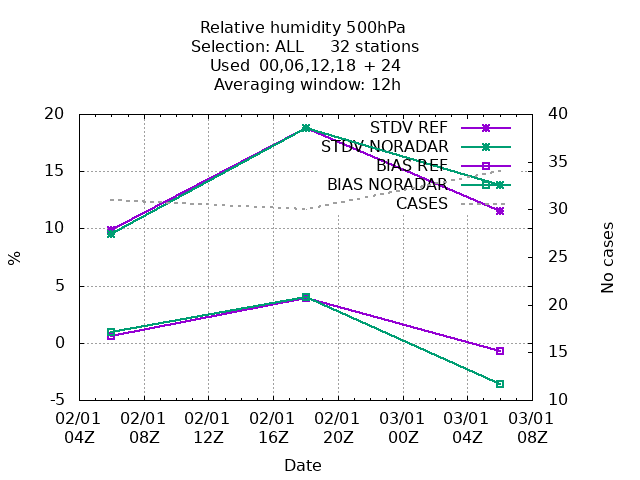 Relative humidity 500hPa
Selection: ALL     32 stations
Used  00,06,12,18 + 24
Averaging window: 12h
20
15
10
5
0
-5
%
40
35
30
25
20
15
10
No cases
STDV REF
STDV NORADAR
BIAS REF
BIAS NORADAR
CASES
02/01 02/01 02/01 02/01 02/01 03/01 03/01 03/01
04Z 08Z 12Z 16Z 20Z 00Z 04Z 08Z
Date